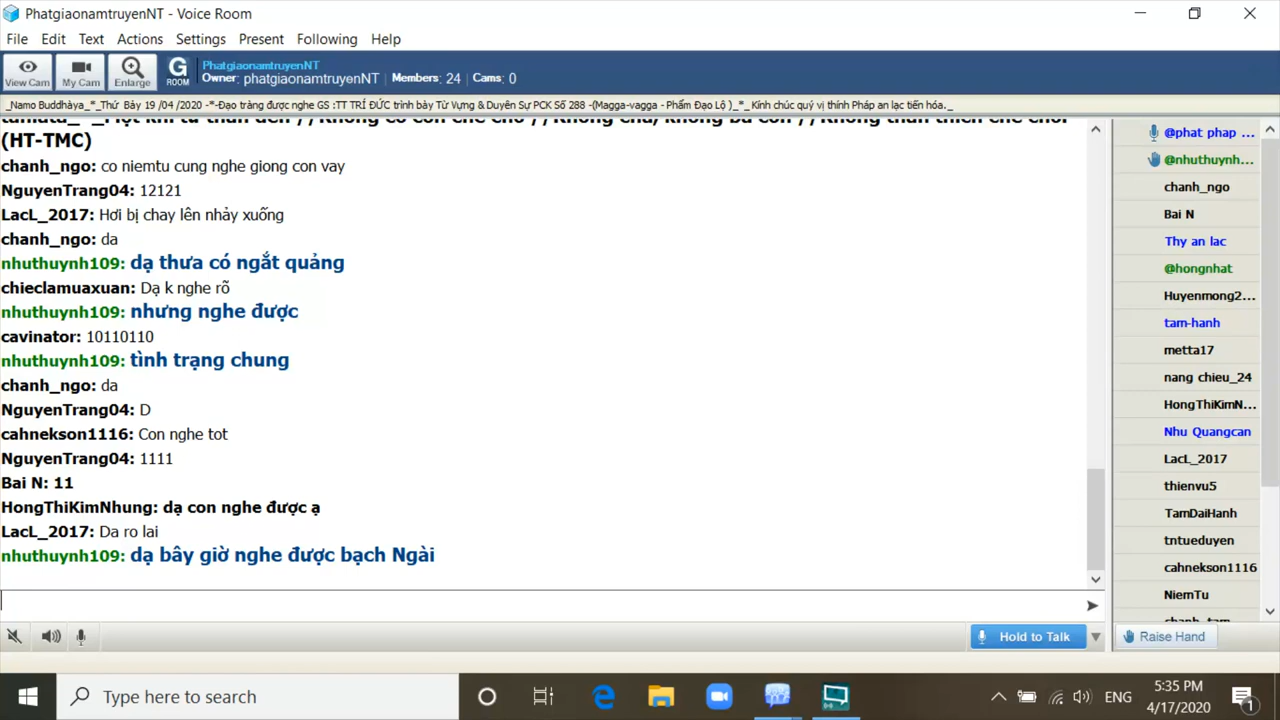 PhatgiaonamtruyenNT - Voice Room
File Edit Text Actions Settings Present Following Help
View Cam My Cam Enlarge G ROOM PhatgiaonamtruyenNT
Owner: phatgiaonamtruyenNT Members: 24 Cams: 0
_Namo Buddhàya_*_Thứ Bảy 19 /04 /2020 -*-Đạo tràng được nghe GS :TT TRÍ ĐỨC trình bày Từ Vựng & Duyên Sự PCK Số 288 -(Magga-vagga - Phẩm Đạo Lộ )_*_ Kính chúc quý vị thính Pháp an lạc tiến hóa._
(HT-TMC)
chanh_ngo: co niemtu cung nghe giong con vay
NguyenTrang04: 12121
LacL_2017: Hơi bị chay lên nhảy xuống
chanh_ngo: da
nhuthuynh109: dạ thưa có ngắt quảng
chieclamuaxuan: Dạ k nghe rõ
nhuthuynh109: nhưng nghe được
cavinator: 10110110
nhuthuynh109: tình trạng chung
chanh_ngo: da
NguyenTrang04: D
cahnekson1116: Con nghe tot
NguyenTrang04: 1111
Bai N: 11
HongThiKimNhung: dạ con nghe được ạ
LacL_2017: Da ro lai
nhuthuynh109: dạ bây giờ nghe được bạch Ngài
@phat phap ...
@nhuthuynh...
chanh_ngo
Bai N
Thy an lac
@hongnhat
Huyenmong2...
tam-hanh
metta17
nang chieu_24
HongThiKimN...
Nhu Quangcan
LacL_2017
thienvu5
TamDaiHanh
tntueduyen
cahnekson1116
NiemTu
chanh_tam
Hold to Talk Raise Hand
Type here to search
ENG
5:35 PM
4/17/2020
1